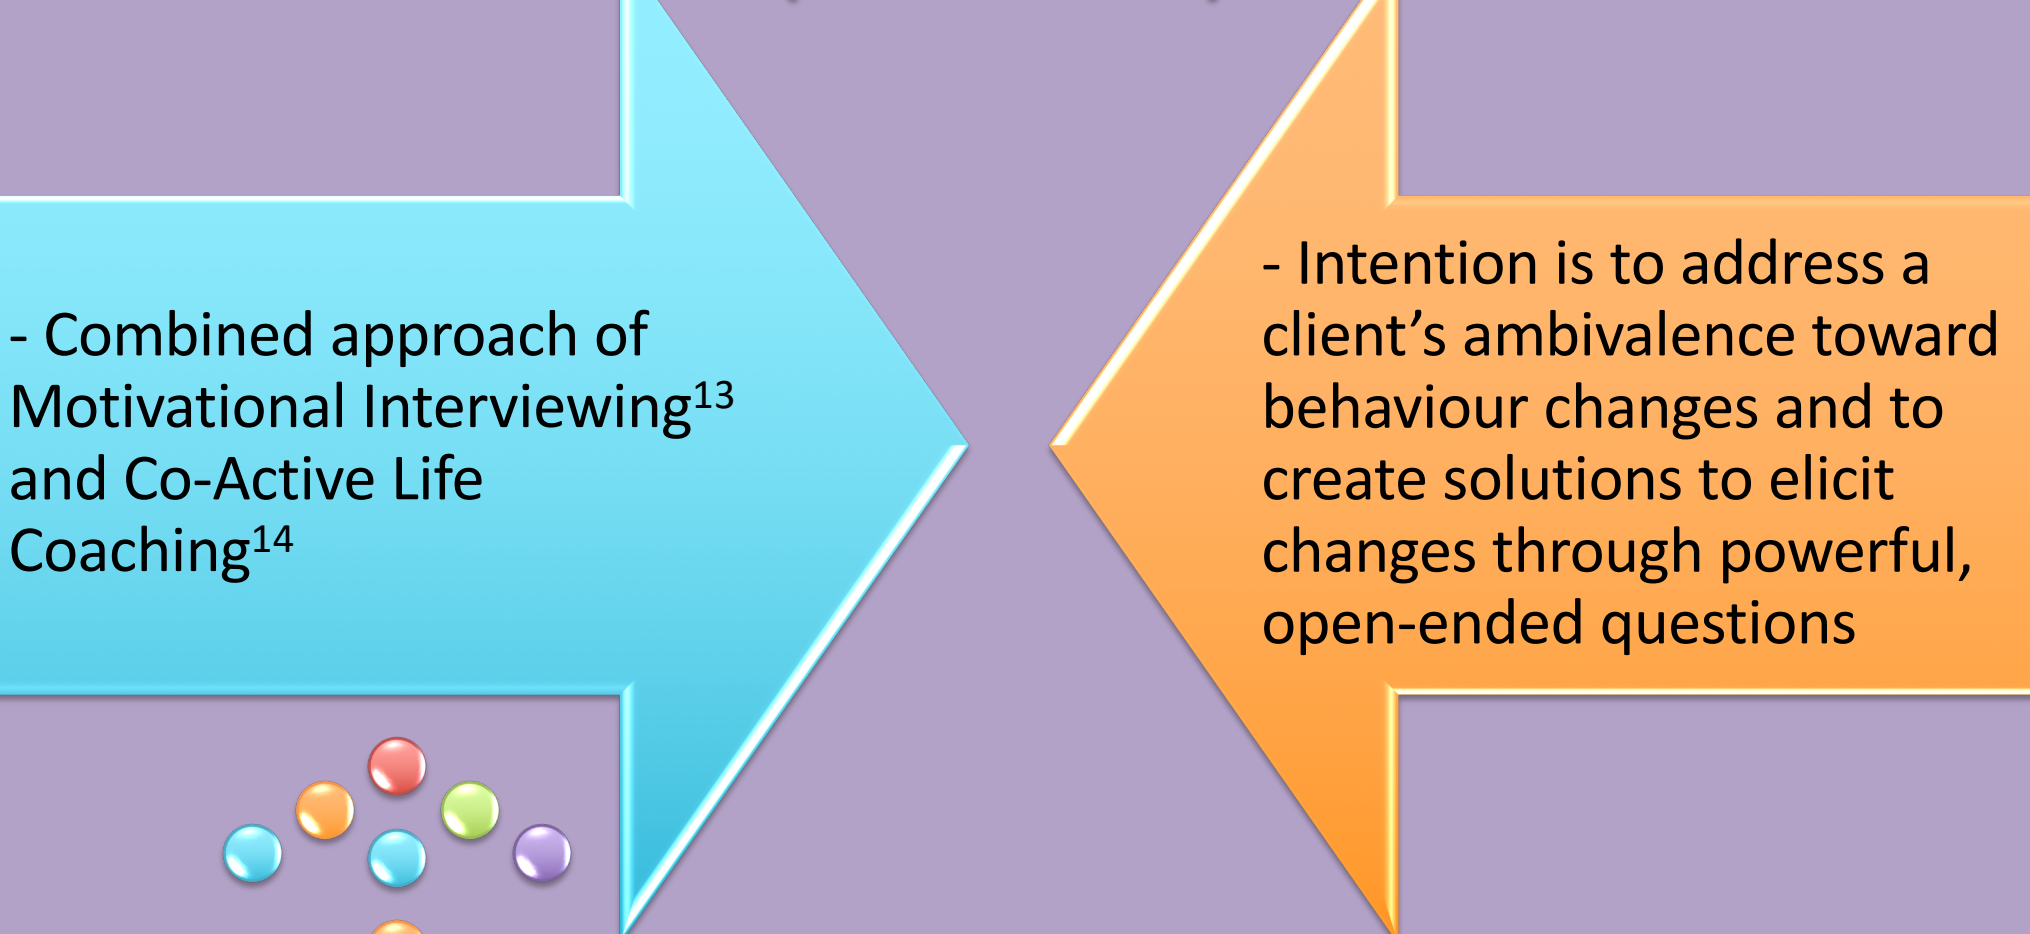 - Combined approach of
Motivational Interviewing¹³
and Co-Active Life
Coaching¹⁴
- Intention is to address a
client’s ambivalence toward
behaviour changes and to
create solutions to elicit
changes through powerful,
open-ended questions